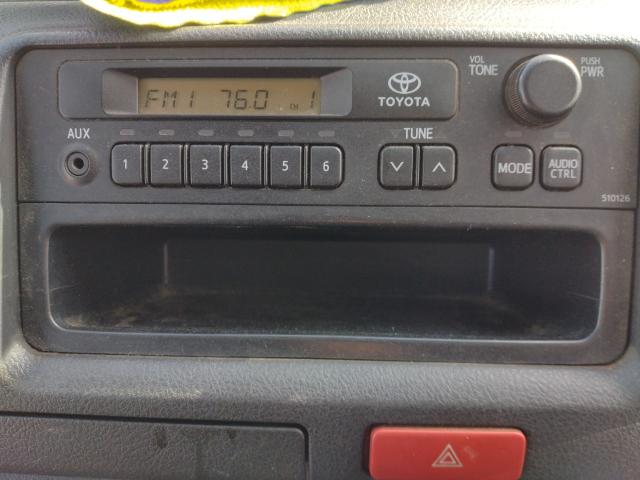 FM1 76.0 CH 1
TOYOTA
VOL
TONE
PUSH
PWR
AUX
TUNE
1 2 3 4 5 6
MODE
AUDIO
CTRL
510126